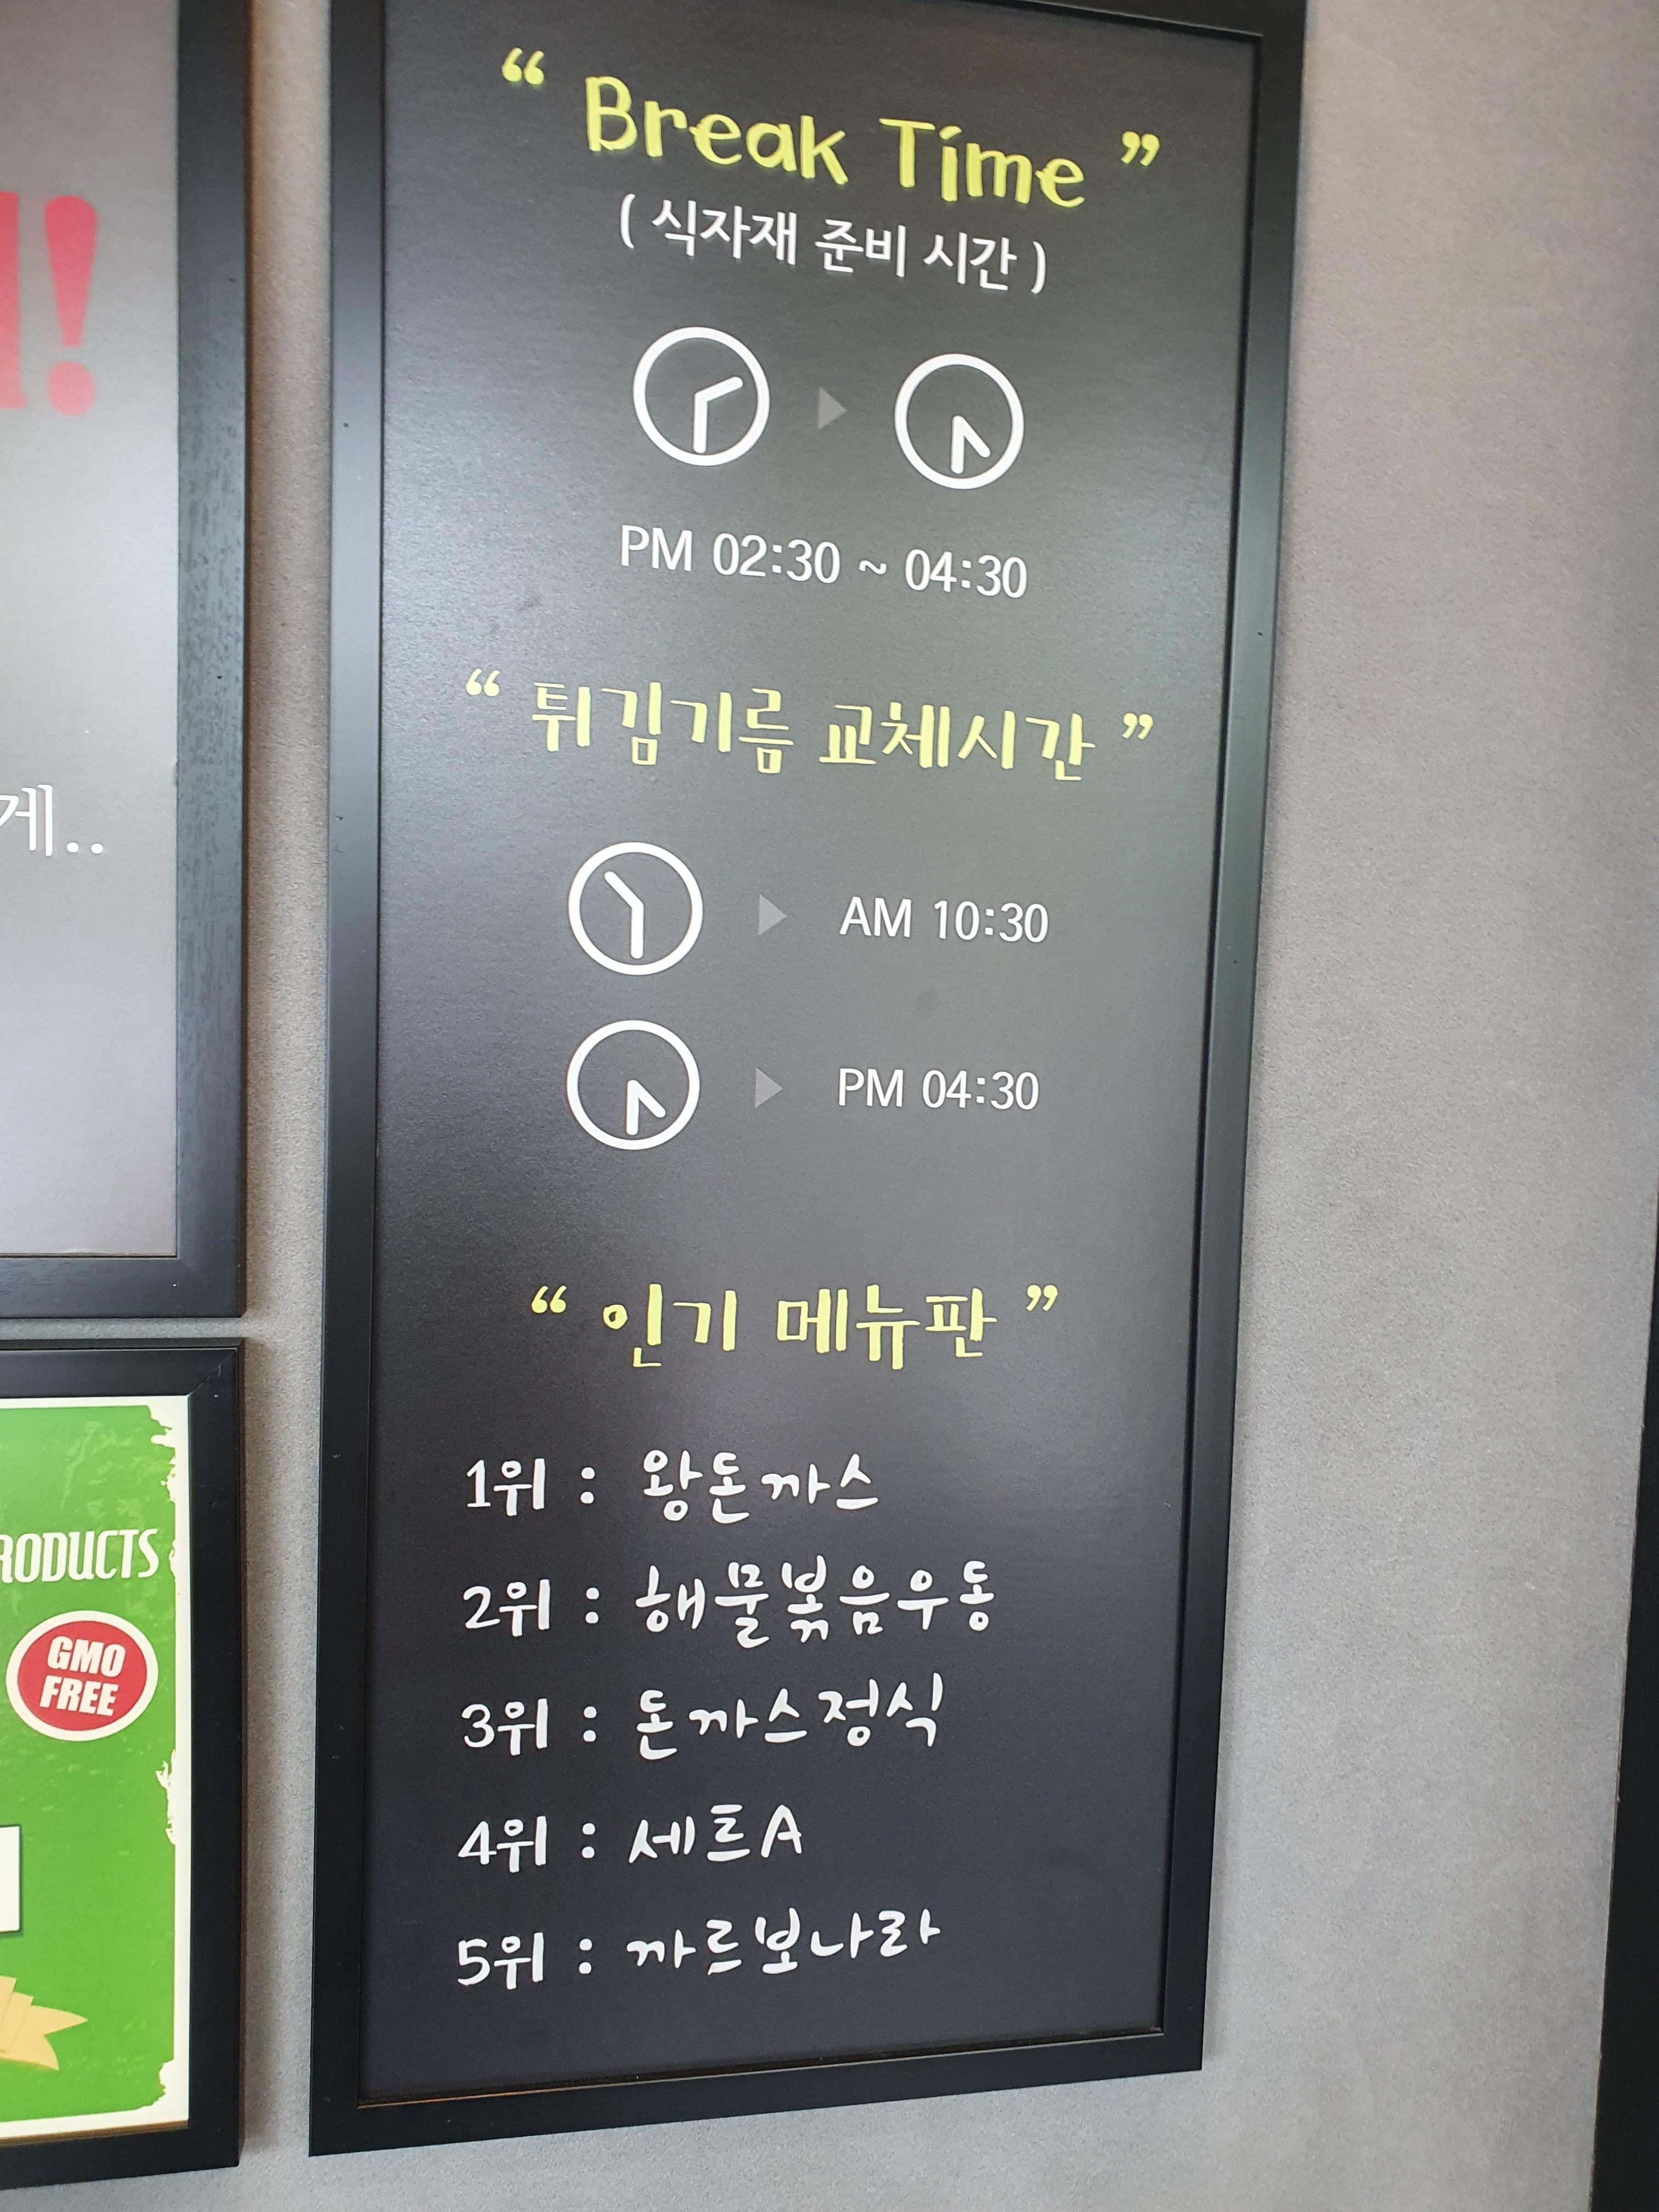 “ Break Time ”
( 식자재 준비 시간 )
PM 02:30 ~ 04:30
“ 튀김기름 교체시간 ”
AM 10:30
PM 04:30
“ 인기 메뉴판 ”
1위 : 왕돈까스
2위 : 해물볶음우동
3위 : 돈까스정식
4위 : 세트A
5위 : 까르보나라
게..
GMO
FREE